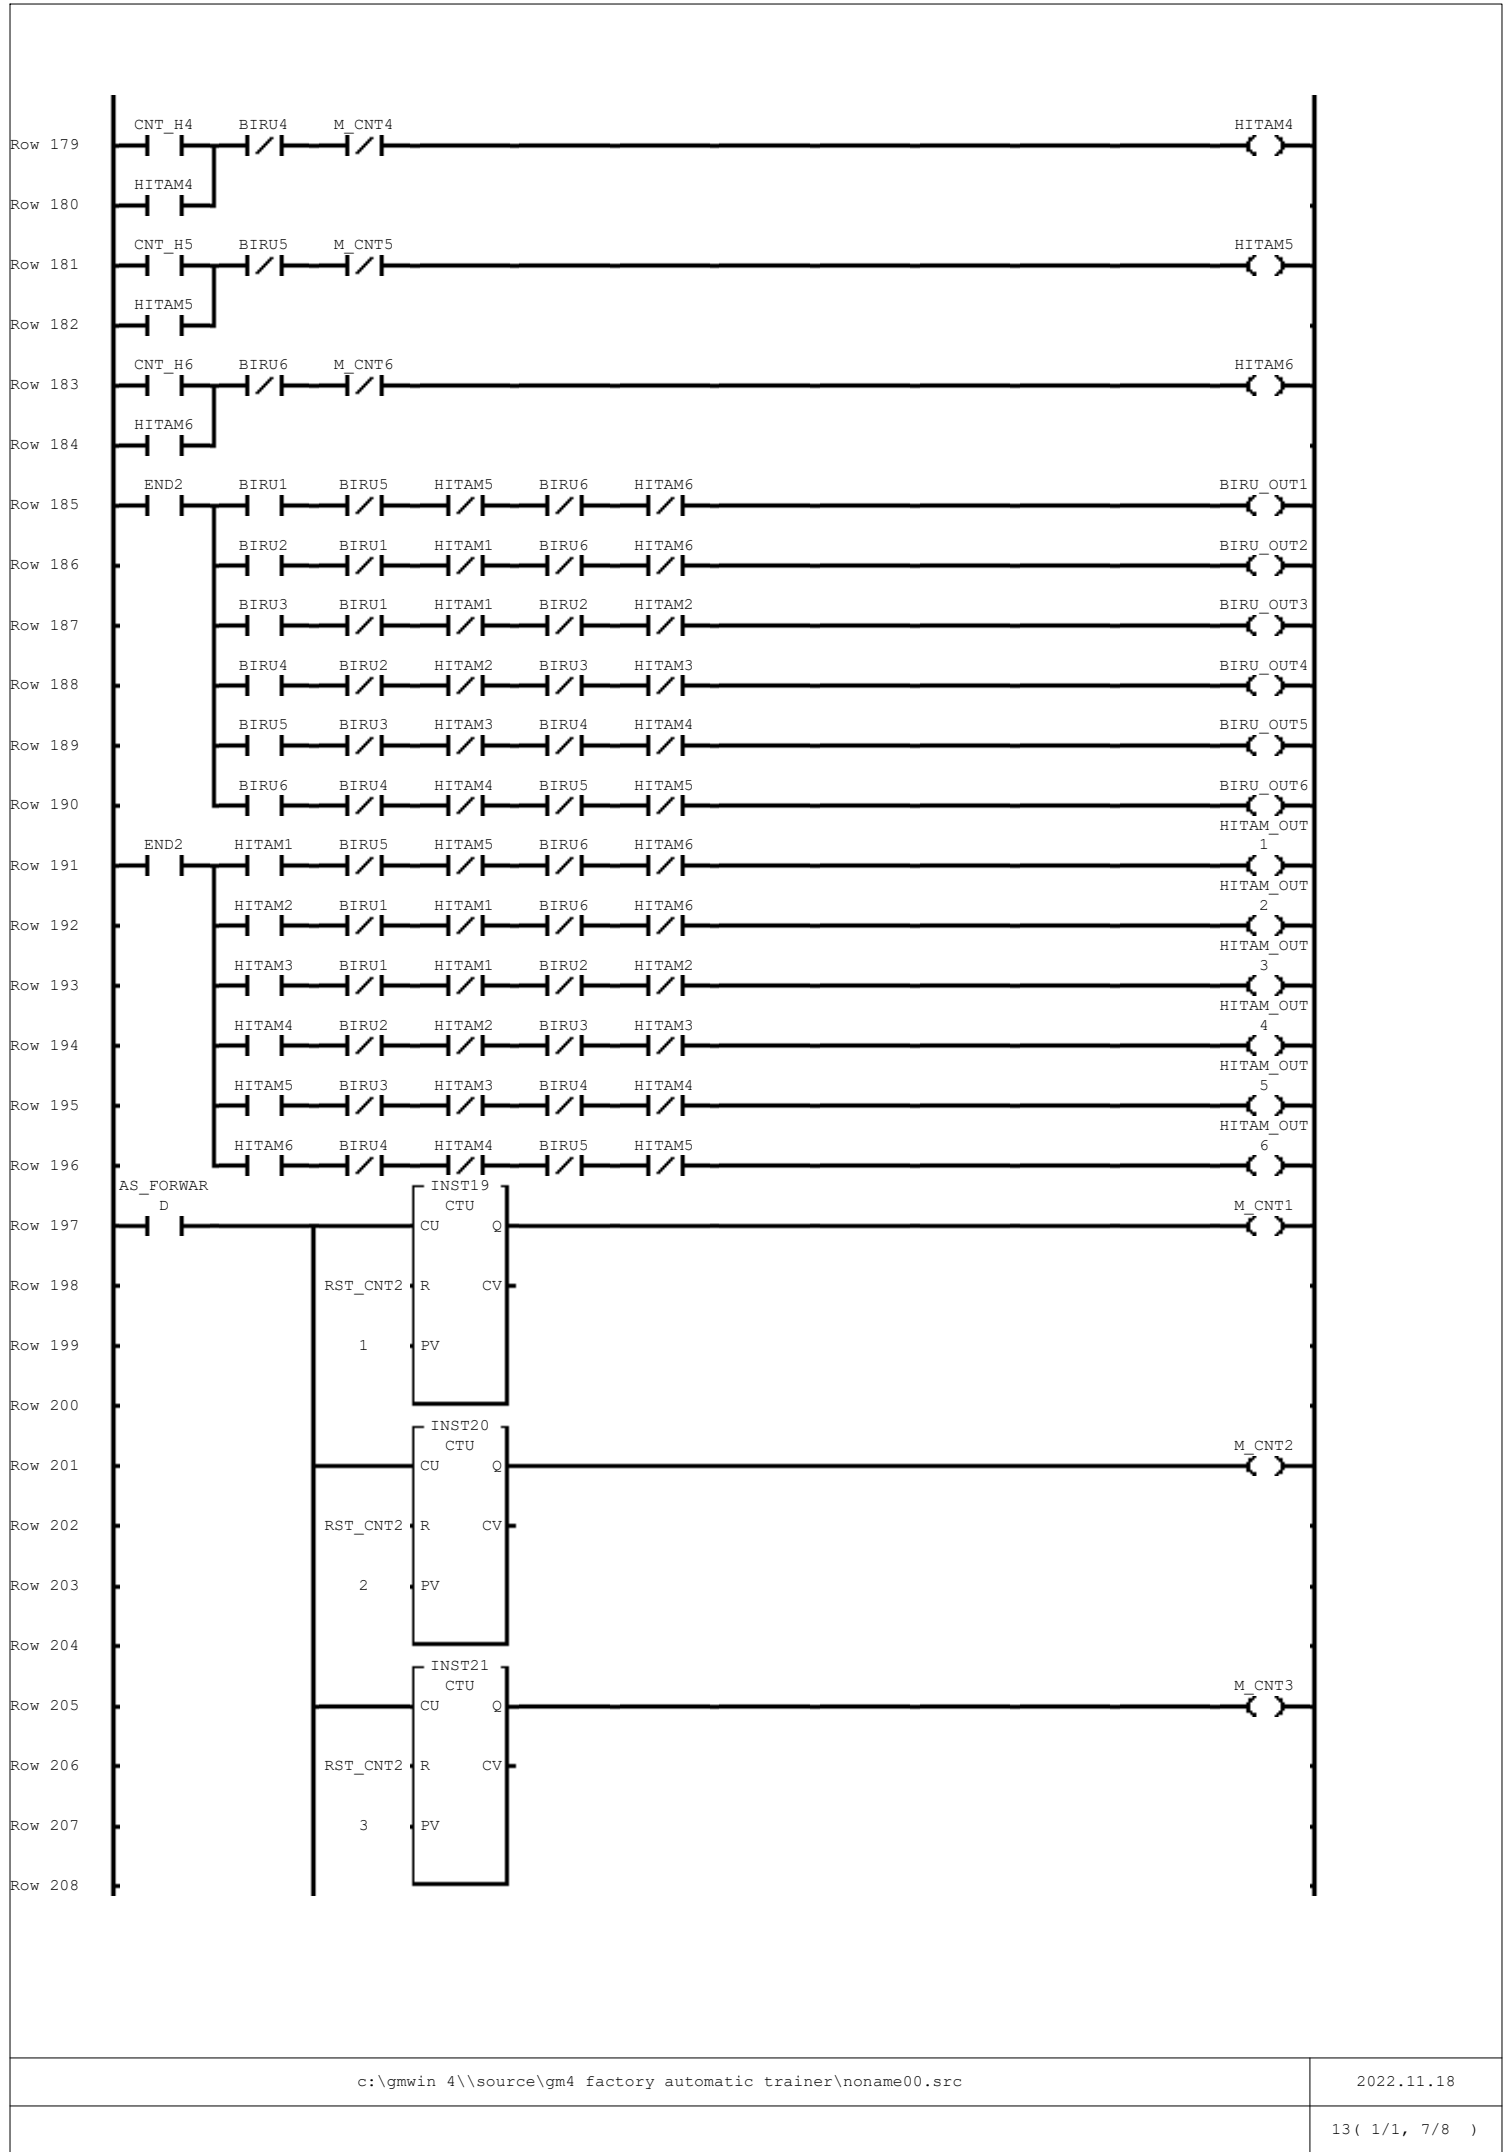 CNT_H4 BIRU4 M_CNT4 HITAM4
Row 179
HITAM4
Row 180
CNT_H5 BIRU5 M_CNT5 HITAM5
Row 181
HITAM5
Row 182
CNT_H6 BIRU6 M_CNT6 HITAM6
Row 183
HITAM6
Row 184
END2 BIRU1 BIRU5 HITAM5 BIRU6 HITAM6 BIRU_OUT1
Row 185
BIRU2 BIRU1 HITAM1 BIRU6 HITAM6 BIRU_OUT2
Row 186
BIRU3 BIRU1 HITAM1 BIRU2 HITAM2 BIRU_OUT3
Row 187
BIRU4 BIRU2 HITAM2 BIRU3 HITAM3 BIRU_OUT4
Row 188
BIRU5 BIRU3 HITAM3 BIRU4 HITAM4 BIRU_OUT5
Row 189
BIRU6 BIRU4 HITAM4 BIRU5 HITAM5 BIRU_OUT6
Row 190
HITAM_OUT
END2 HITAM1 BIRU5 HITAM5 BIRU6 HITAM6 1
Row 191
HITAM_OUT
HITAM2 BIRU1 HITAM1 BIRU6 HITAM6 2
Row 192
HITAM_OUT
HITAM3 BIRU1 HITAM1 BIRU2 HITAM2 3
Row 193
HITAM_OUT
HITAM4 BIRU2 HITAM2 BIRU3 HITAM3 4
Row 194
HITAM_OUT
HITAM5 BIRU3 HITAM3 BIRU4 HITAM4 5
Row 195
HITAM_OUT
HITAM6 BIRU4 HITAM4 BIRU5 HITAM5 6
Row 196
AS_FORWAR INST19
D CTU M_CNT1
Row 197 CU Q
Row 198 RST_CNT2 R CV
Row 199 1 PV
Row 200
INST20
CTU M_CNT2
Row 201 CU Q
Row 202 RST_CNT2 R CV
Row 203 2 PV
Row 204
INST21
CTU M_CNT3
Row 205 CU Q
Row 206 RST_CNT2 R CV
Row 207 3 PV
Row 208
c:\gmwin 4\\source\gm4 factory automatic trainer\noname00.src 2022.11.18
13( 1/1, 7/8 )